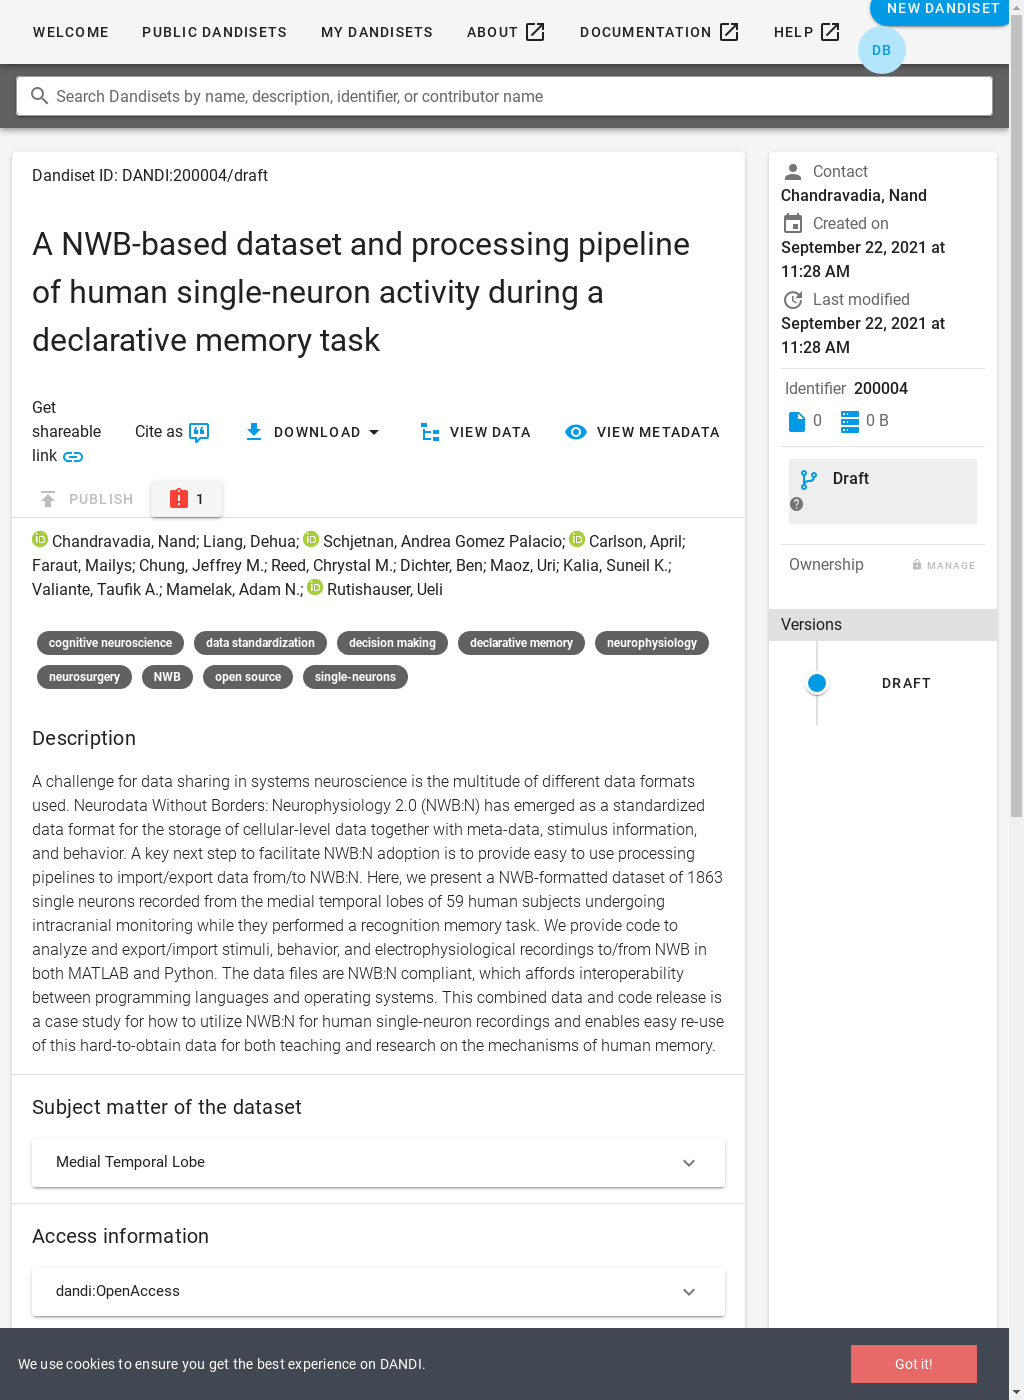 NEW DANDISET
WELCOME
PUBLIC DANDISETS
MY DANDISETS
ABOUT
DOCUMENTATION
HELP
DB
Search Dandisets by name, description, identifier, or contributor name
Dandiset ID: DANDI:200004/draft
A NWB-based dataset and processing pipeline
of human single-neuron activity during a
declarative memory task
Get
shareable
link
Cite as
DOWNLOAD
VIEW DATA
VIEW METADATA
PUBLISH
1
Chandravadia, Nand; Liang, Dehua; Schjetnan, Andrea Gomez Palacio; Carlson, April;
Faraut, Mailys; Chung, Jeffrey M.; Reed, Chrystal M.; Dichter, Ben; Maoz, Uri; Kalia, Suneil K.;
Valiante, Taufik A.; Mamelak, Adam N.; Rutishauser, Ueli
cognitive neuroscience
data standardization
decision making
declarative memory
neurophysiology
neurosurgery
NWB
open source
single-neurons
Description
A challenge for data sharing in systems neuroscience is the multitude of different data formats
used. Neurodata Without Borders: Neurophysiology 2.0 (NWB:N) has emerged as a standardized
data format for the storage of cellular-level data together with meta-data, stimulus information,
and behavior. A key next step to facilitate NWB:N adoption is to provide easy to use processing
pipelines to import/export data from/to NWB:N. Here, we present a NWB-formatted dataset of 1863
single neurons recorded from the medial temporal lobes of 59 human subjects undergoing
intracranial monitoring while they performed a recognition memory task. We provide code to
analyze and export/import stimuli, behavior, and electrophysiological recordings to/from NWB in
both MATLAB and Python. The data files are NWB:N compliant, which affords interoperability
between programming languages and operating systems. This combined data and code release is
a case study for how to utilize NWB:N for human single-neuron recordings and enables easy re-use
of this hard-to-obtain data for both teaching and research on the mechanisms of human memory.
Subject matter of the dataset
Medial Temporal Lobe
Access information
dandi:OpenAccess
Contact
Chandravadia, Nand
Created on
September 22, 2021 at
11:28 AM
Last modified
September 22, 2021 at
11:28 AM
Identifier 200004
0
0 B
Draft
Ownership
MANAGE
Versions
DRAFT
We use cookies to ensure you get the best experience on DANDI.
Got it!